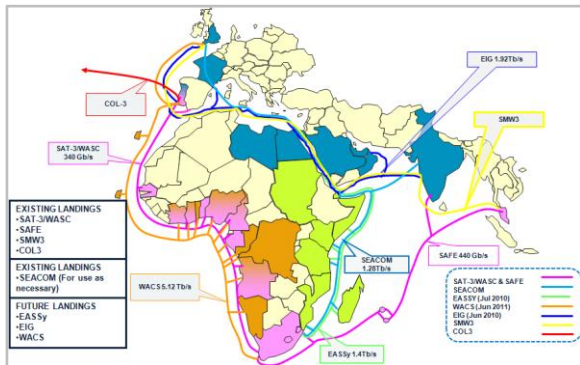 EIG 1.92Tb/s
COL-3
SMW3
SAT-3/WASC
340 Gb/s
EXISTING LANDINGS
•SAT-3/WASC
•SAFE
•SMW3
•COL3
EXISTING LANDINGS
•SEACOM (For use as
necessary)
FUTURE LANDINGS
•EASSy
•EIG
•WACS
SAFE 440 Gb/s
SEACOM
1.28Tb/s
WACS 5.12 Tb/s
EASSy 1.4Tb/s
SAT-3/WASC & SAFE
SEACOM
EASSY (Jul 2010)
WACS (Jun 2011)
EIG (Jun 2010)
SMW3
COL3